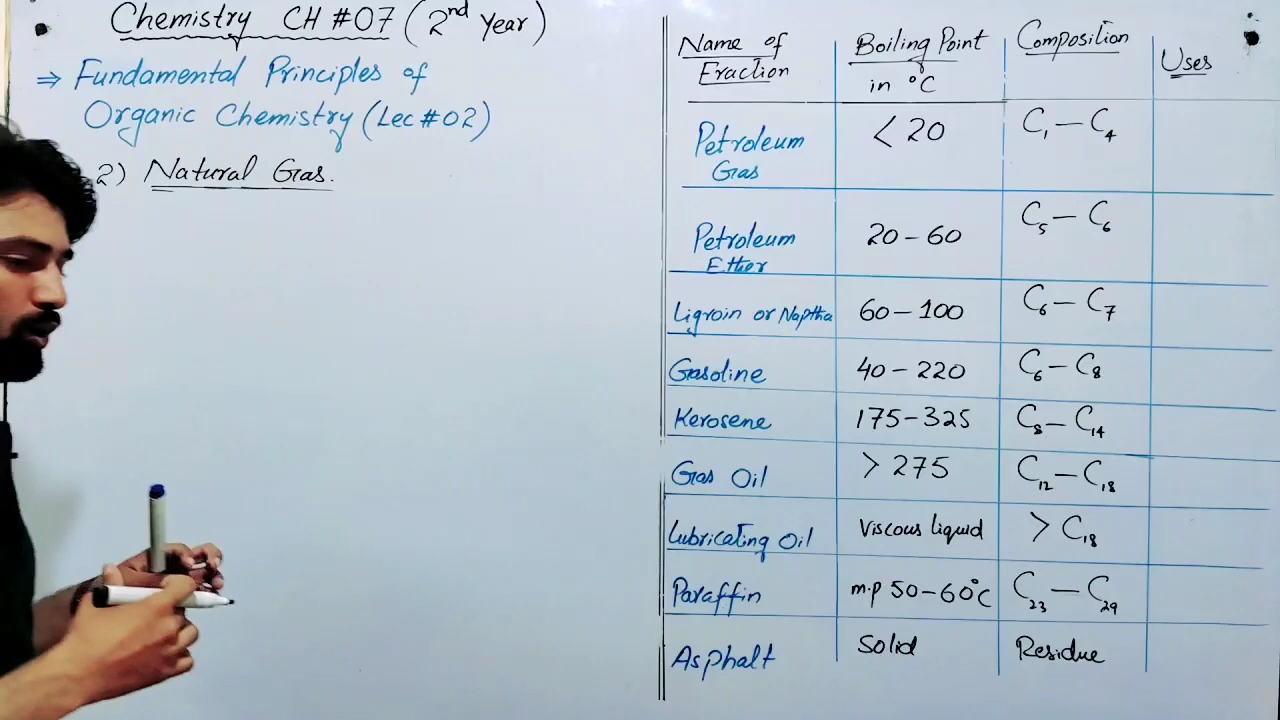 Chemistry CH #07 (2nd Year)
⇒ Fundamental Principles of
Organic Chemistry (Lec #02)
2) Natural Gas.
Name of Fraction
Boiling Point in °C
Composition
Uses
Petroleum Gas
< 20
C1 – C4
Petroleum Ether
20 – 60
C5 – C6
Ligroin or Naptha
60 – 100
C6 – C7
Gasoline
40 – 220
C6 – C8
Kerosene
175 – 325
C8 – C14
Gas Oil
> 275
C12 – C18
Lubricating Oil
Viscous liquid
> C18
Paraffin
m.p 50 – 60°C
C23 – C29
Asphalt
Solid
Residue